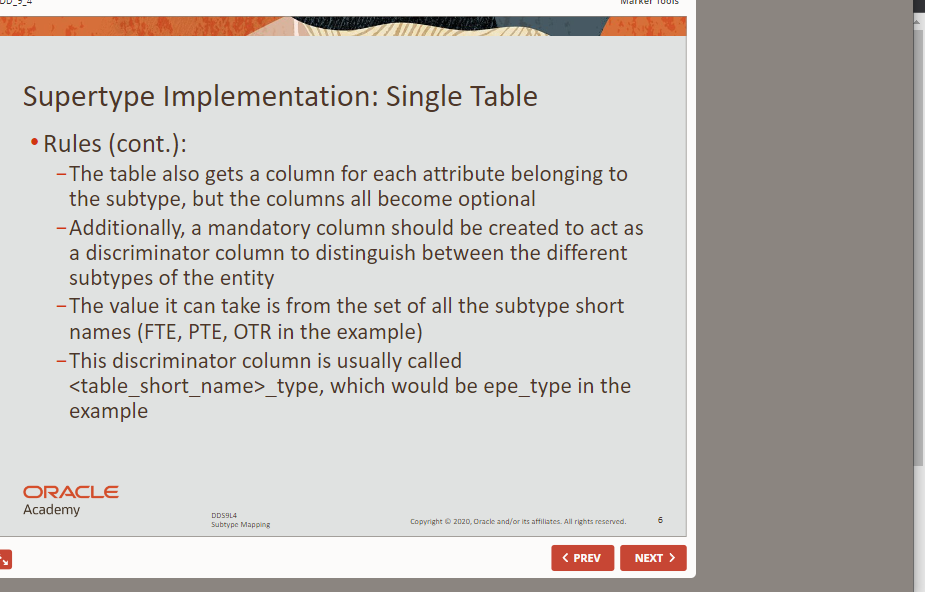 DD_9_4
Marker Tools
Supertype Implementation: Single Table
• Rules (cont.):
–The table also gets a column for each attribute belonging to
the subtype, but the columns all become optional
–Additionally, a mandatory column should be created to act as
a discriminator column to distinguish between the different
subtypes of the entity
–The value it can take is from the set of all the subtype short
names (FTE, PTE, OTR in the example)
–This discriminator column is usually called
<table_short_name>_type, which would be epe_type in the
example
ORACLE
Academy
DDS9L4
Subtype Mapping
Copyright © 2020, Oracle and/or its affiliates. All rights reserved.
6
PREV
NEXT